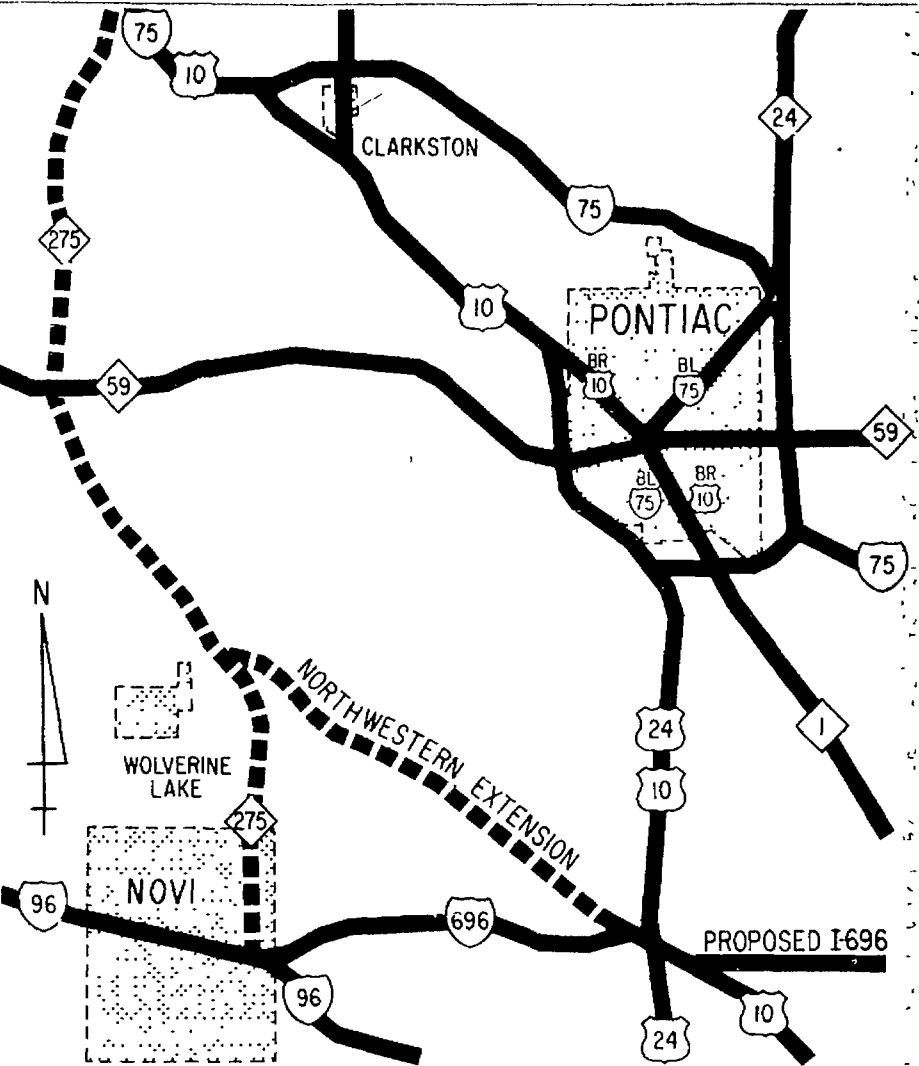 75
10
24
CLARKSTON
275
75
10
PONTIAC
BR
10
BL
75
59
59
BL
75
BR
10
75
N
NORTHWESTERN EXTENSION
24
1
WOLVERINE
LAKE
10
275
NOVI
96
696
PROPOSED I-696
96
10
24